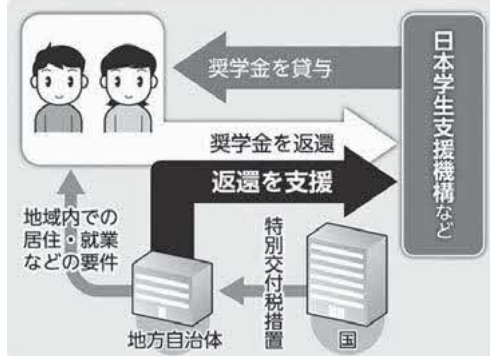 奨学金を貸与
日本学生支援機構など
奨学金を返還
返還を支援
地域内での
居住・就業
などの要件
特別交付税措置
地方自治体
国